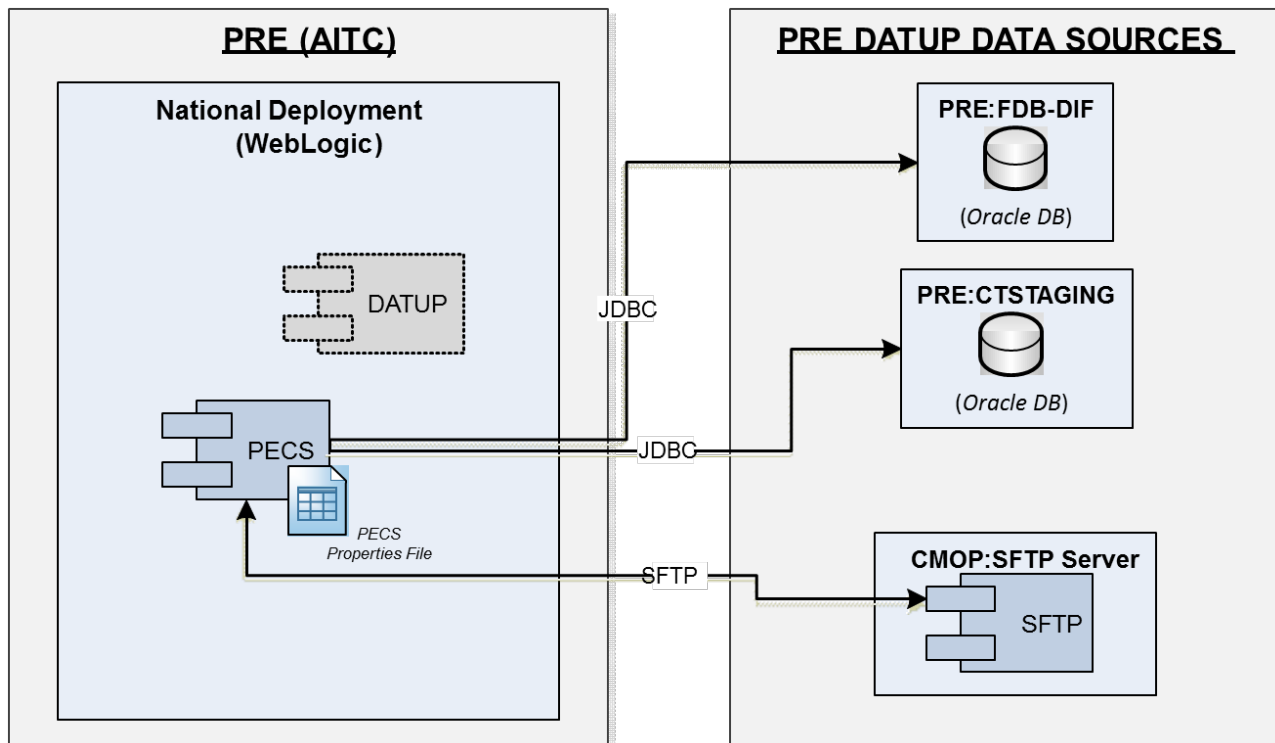 PRE (AITC)
National Deployment
(WebLogic)
DATUP
PECS
PECS
Properties File
JDBC
JDBC
SFTP
PRE DATUP DATA SOURCES
PRE:FDB-DIF
(Oracle DB)
PRE:CTSTAGING
(Oracle DB)
CMOP:SFTP Server
SFTP